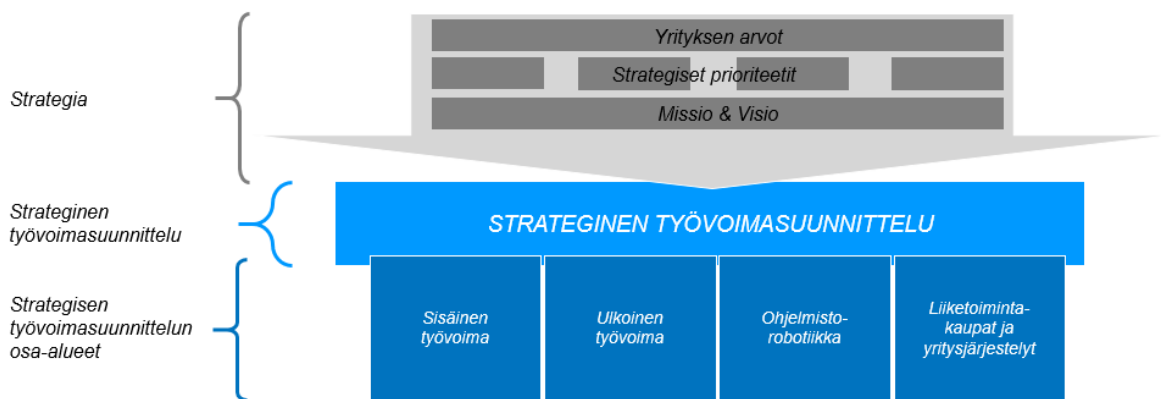 Yrityksen arvot
Strategiset prioriteetit
Missio & Visio
Strategia
Strateginen
työvoimasuunnittelu
STRATEGINEN TYÖVOIMASUUNNITTELU
Strategisen
työvoimasuunnittelun
osa-alueet
Sisäinen
työvoima
Ulkoinen
työvoima
Ohjelmisto-
robotiikka
Liiketoiminta-
kaupat ja
yritysjärjestelyt